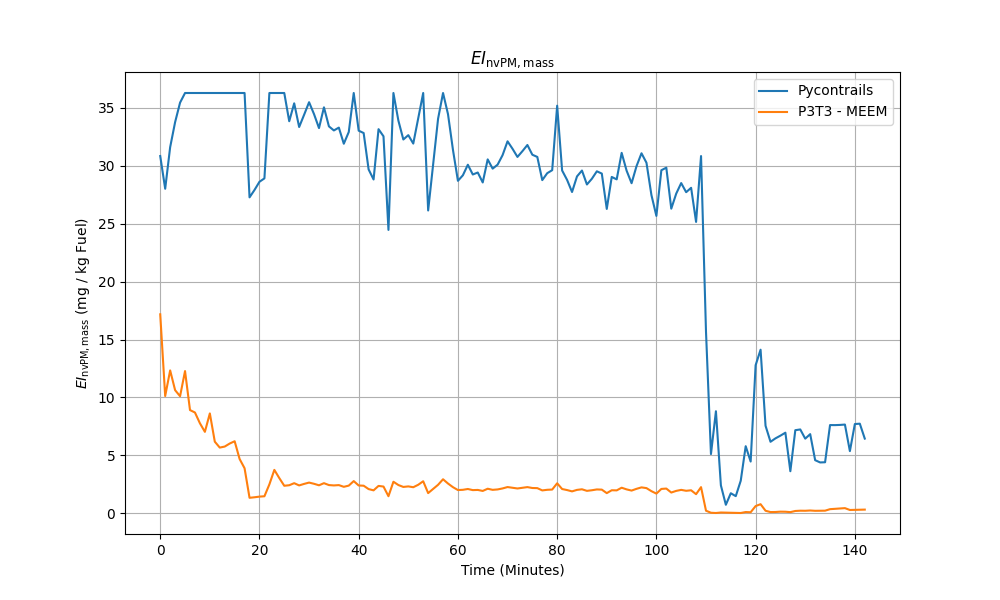 EI_nvPM, mass
Pycontrails
P3T3 - MEEM
EI_nvPM, mass (mg / kg Fuel)
35
30
25
20
15
10
5
0
0 20 40 60 80 100 120 140
Time (Minutes)